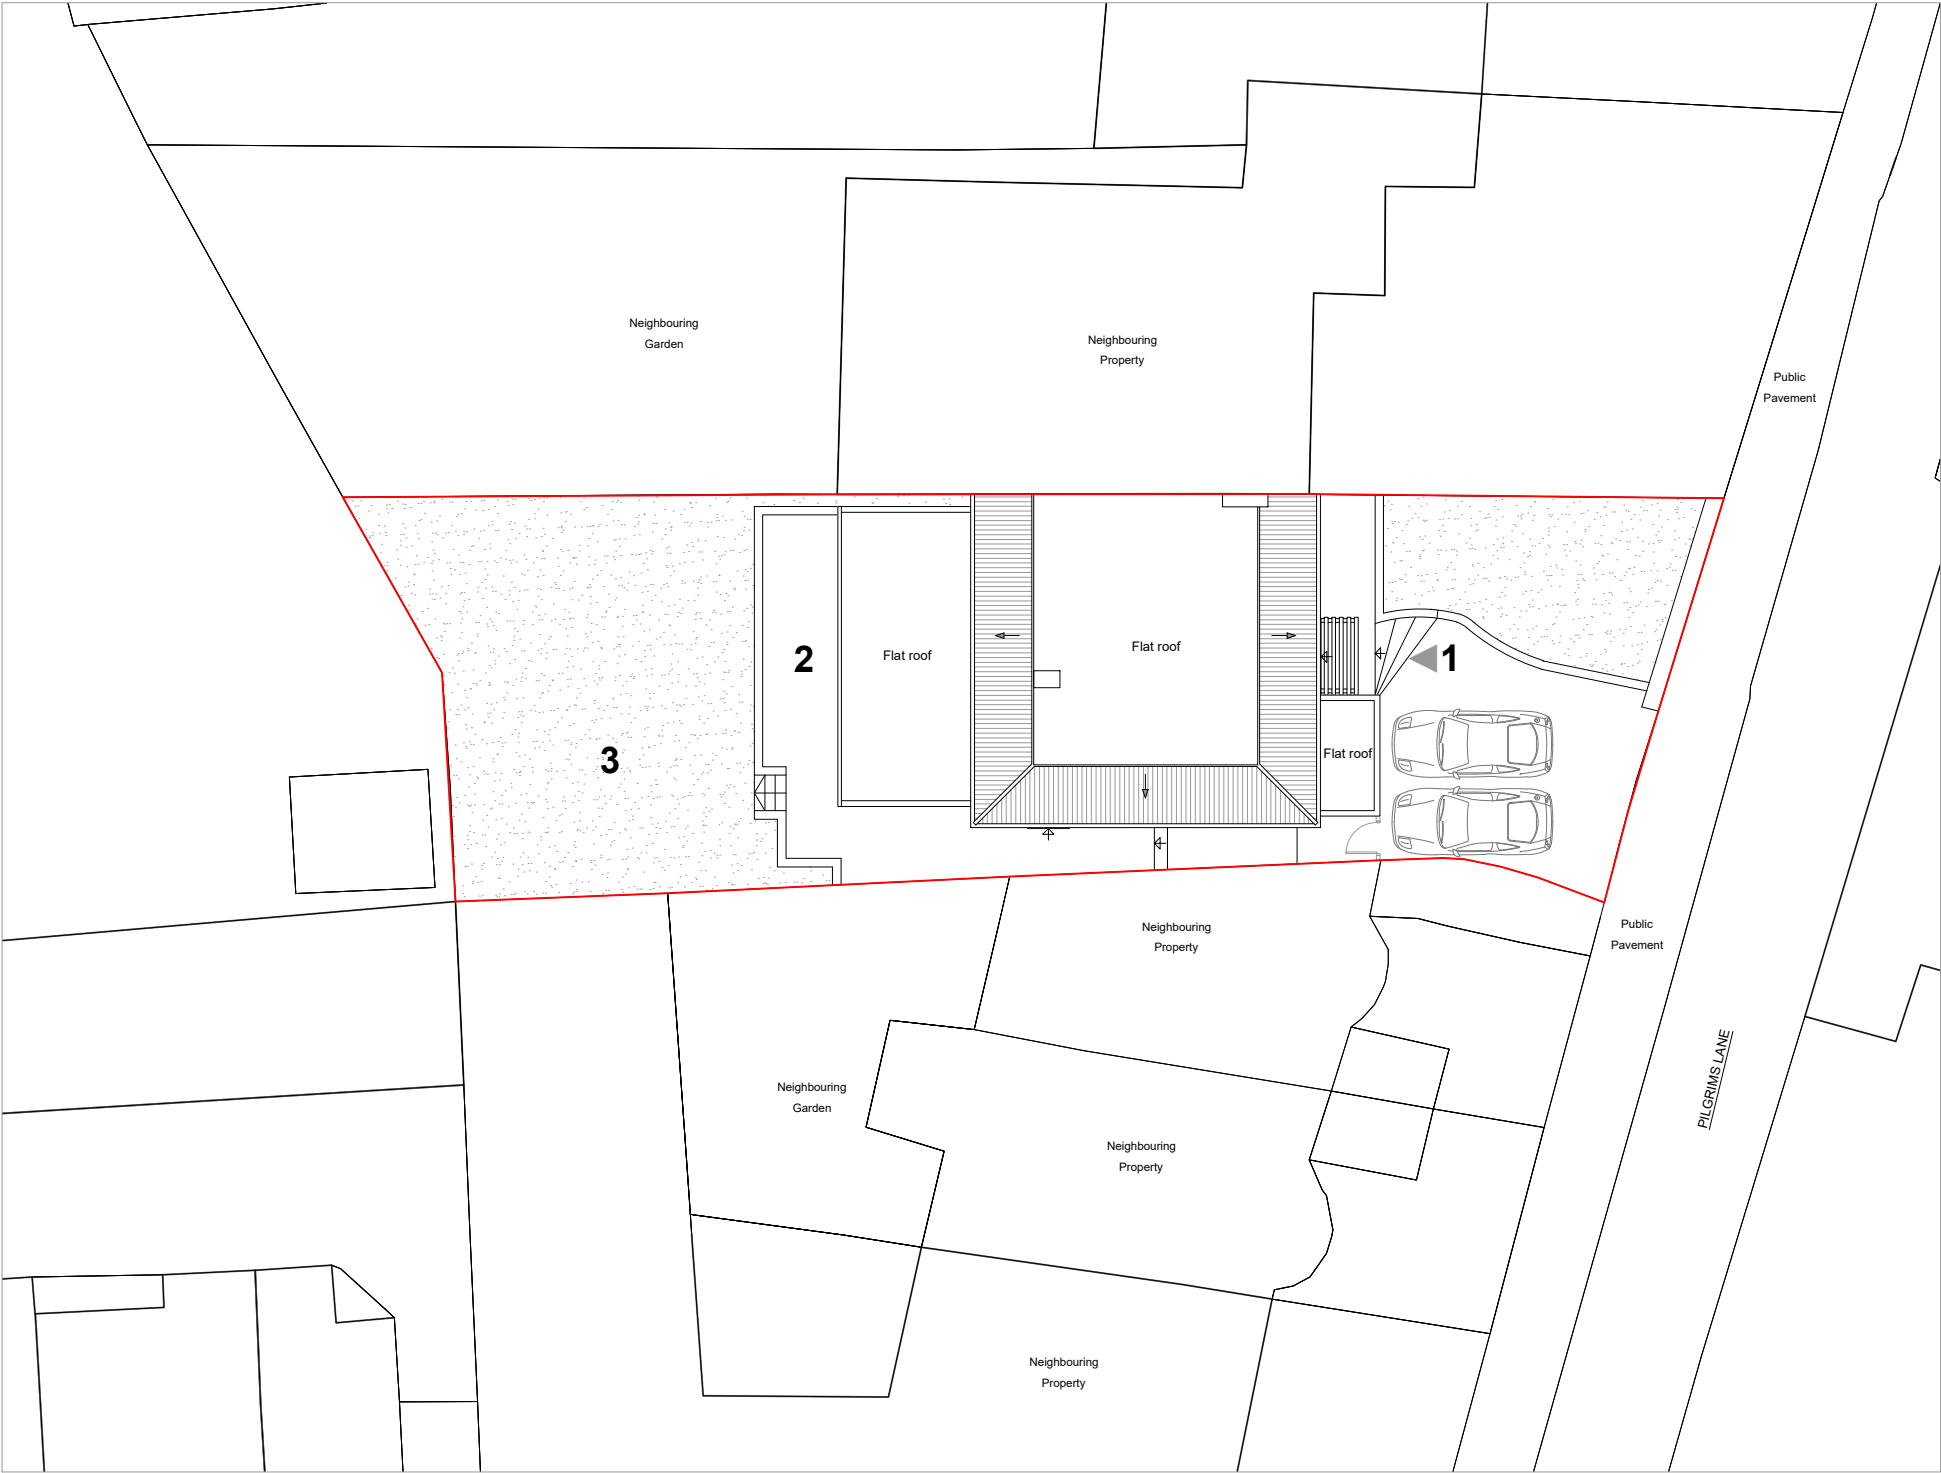 Neighbouring
Garden
Neighbouring
Property
Public
Pavement
2
Flat roof
Flat roof
1
3
Flat roof
Neighbouring
Property
Public
Pavement
PILGRIMS LANE
Neighbouring
Garden
Neighbouring
Property
Neighbouring
Property